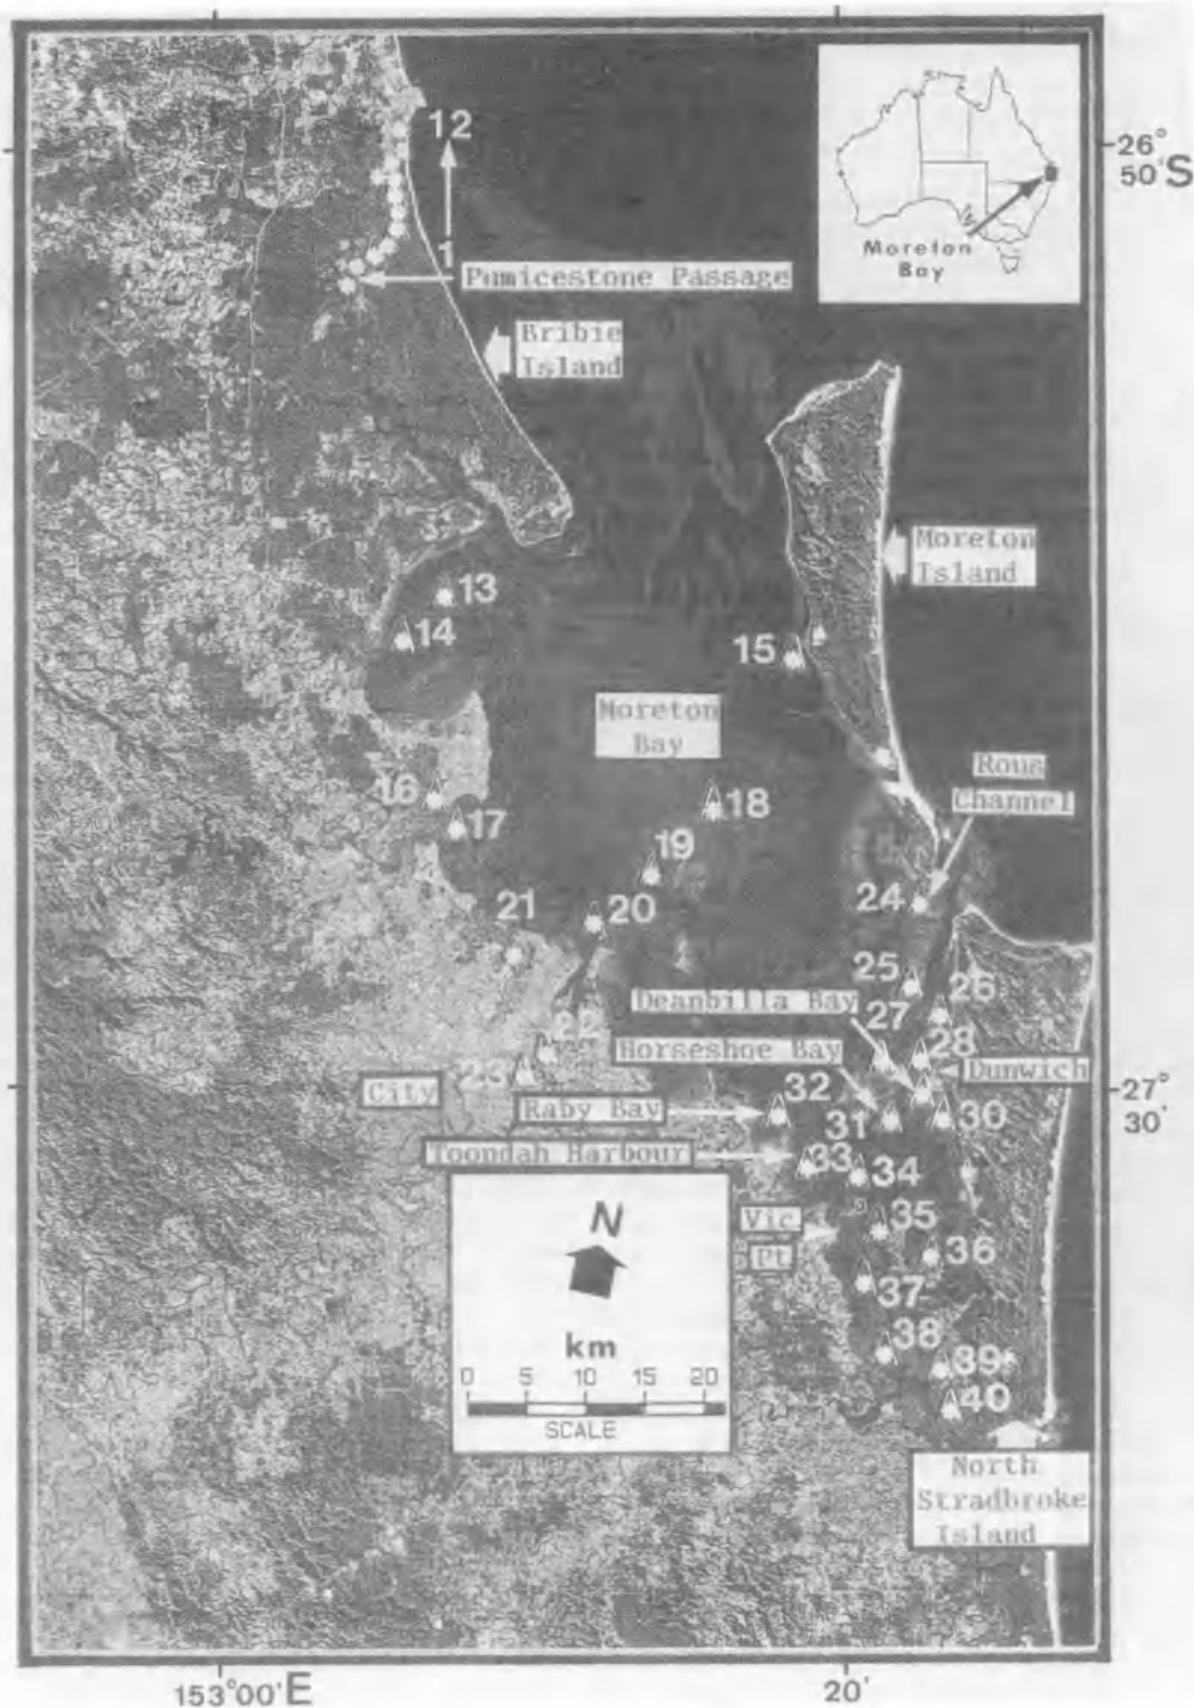 12
26°
50' S
Moreton
Bay
1
Pumicestone Passage
Bribie
Island
Moreton
Island
13
14
15
Moreton
Bay
Rous
Channel
16
17
18
19
20
21
24
25
26
Deanbilla Bay
27
22
Horseshoe Bay
28
Dunwich
23
City
32
27°
30'
Raby Bay
31
30
Toondah Harbour
33
34
Vic
Pt
35
36
37
38
39
40
N
km
0 5 10 15 20
SCALE
North
Stradbroke
Island
153°00' E
20'